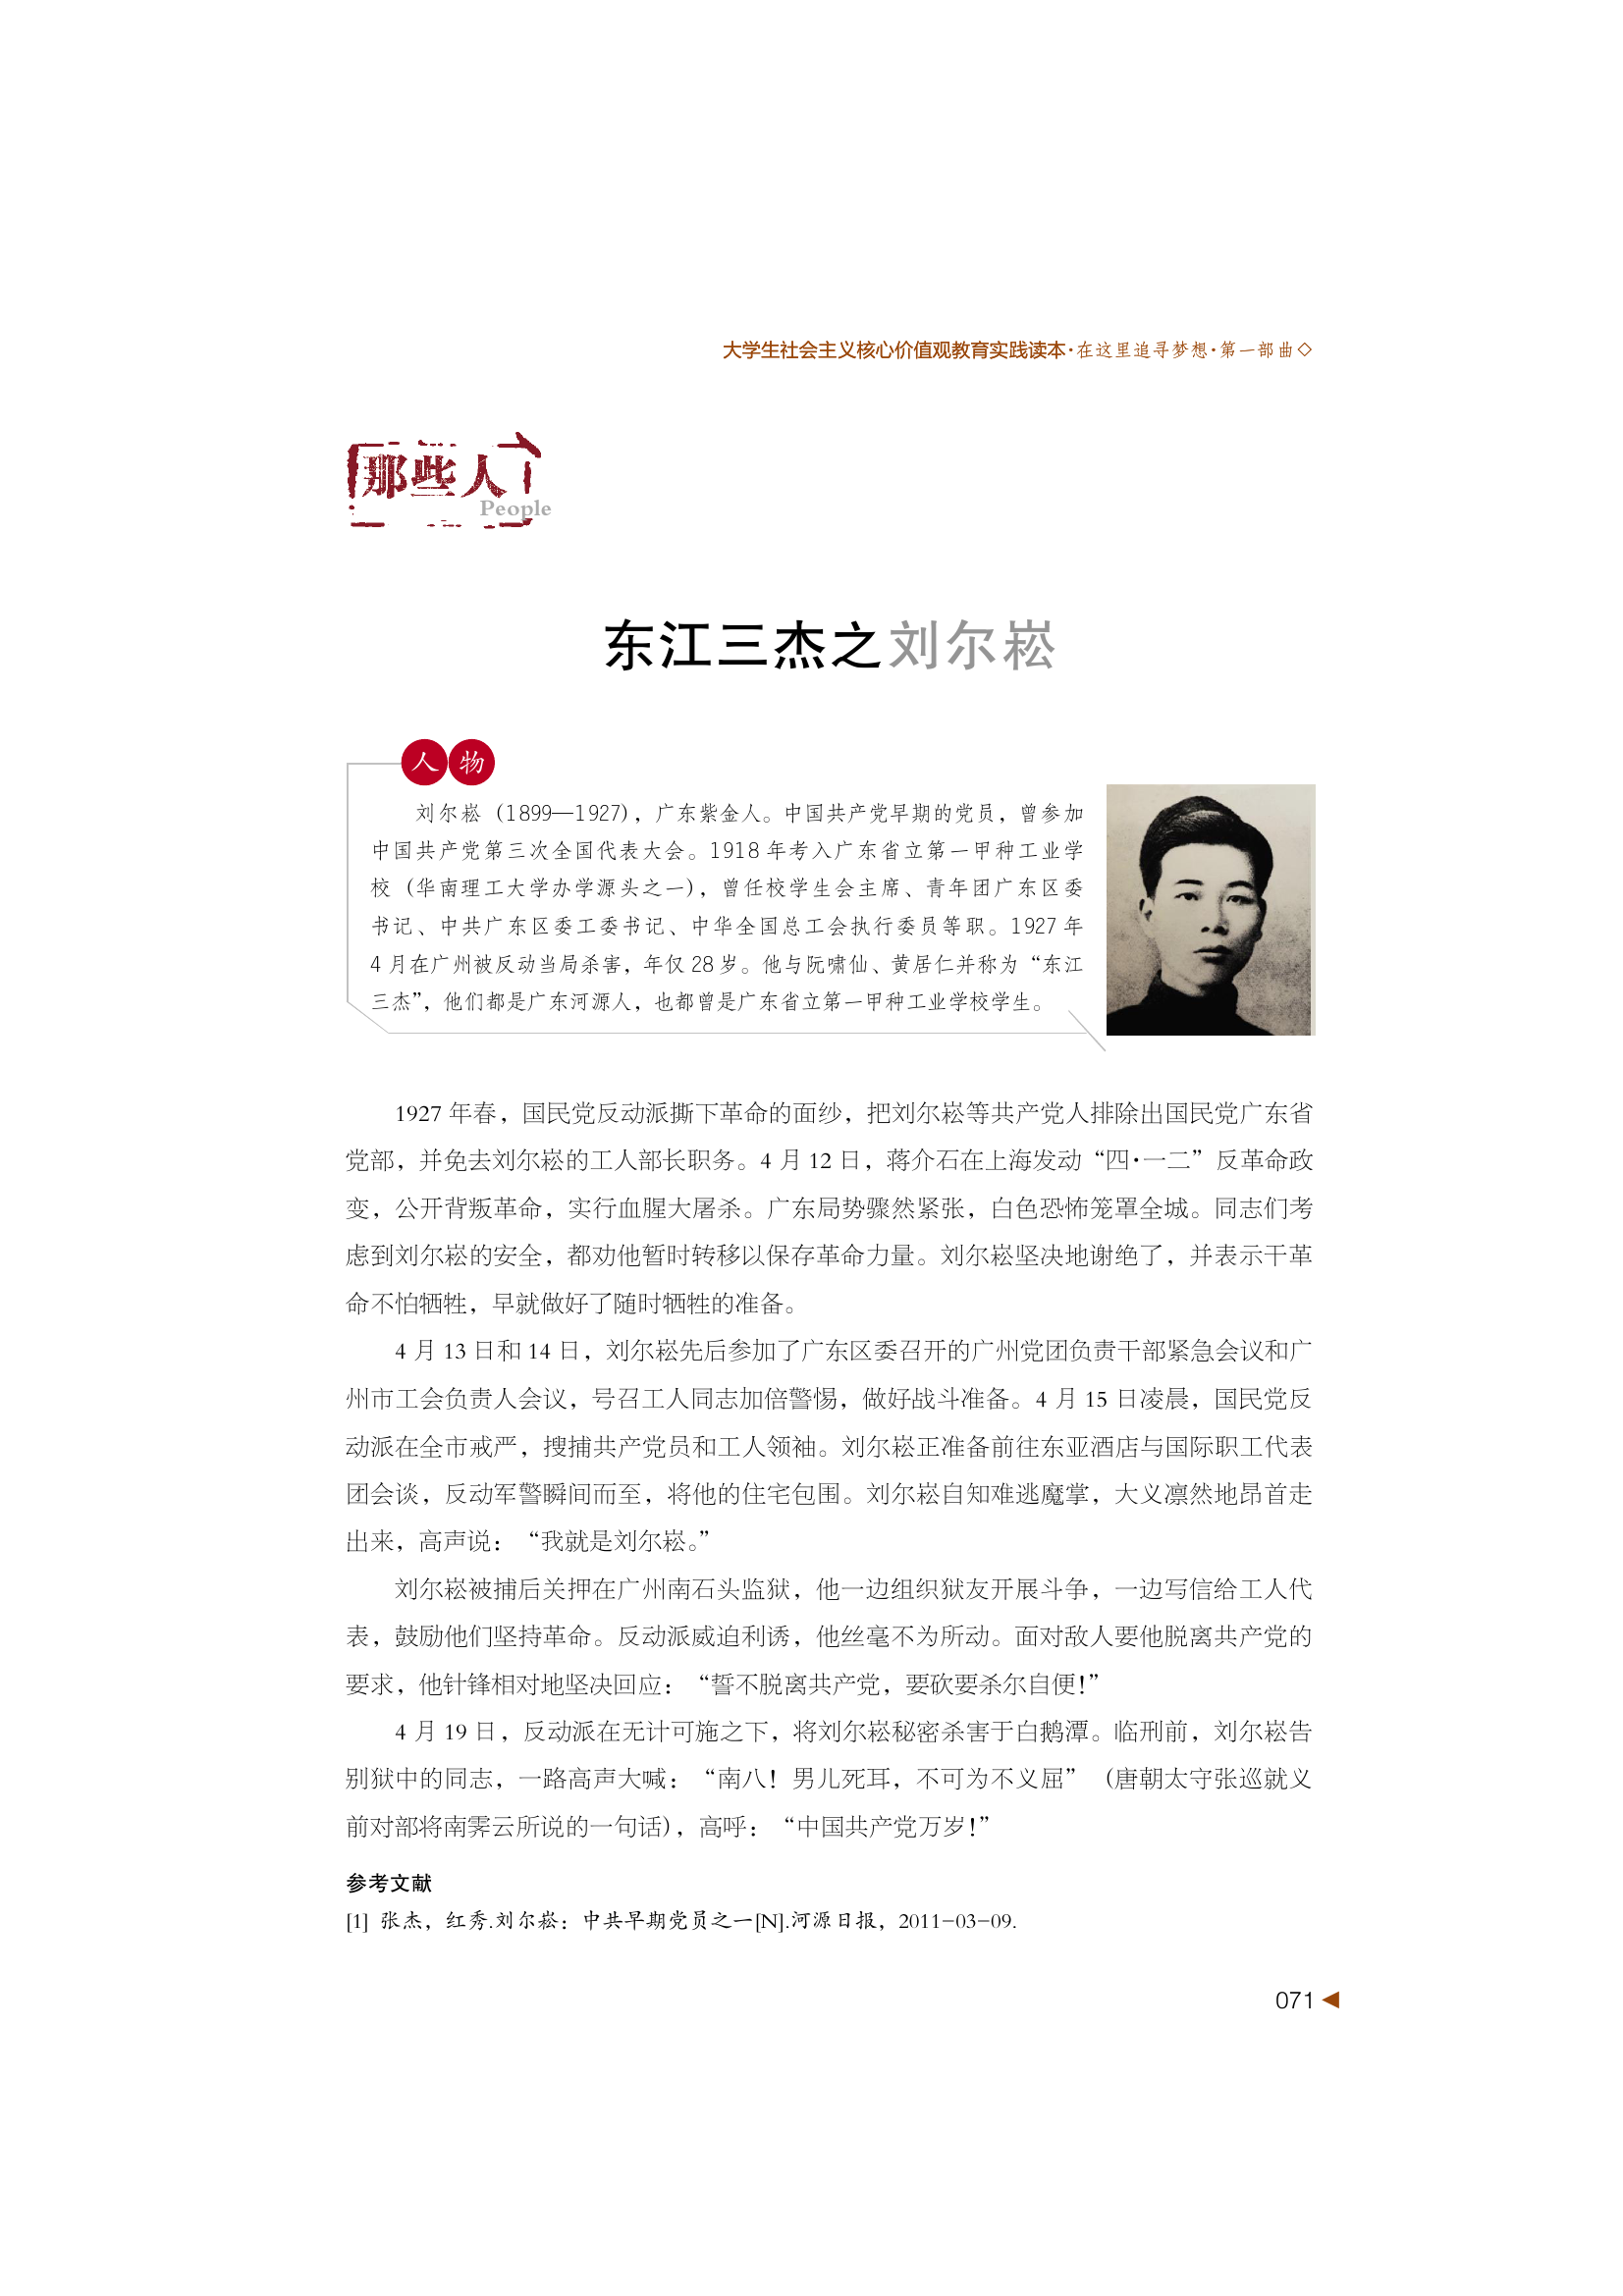 大学生社会主义核心价值观教育实践读本·在这里追寻梦想·第一部曲◇
那些人
People
东江三杰之刘尔崧
人物
刘尔崧（1899—1927），广东紫金人。中国共产党早期的党员，曾参加
中国共产党第三次全国代表大会。1918 年考入广东省立第一甲种工业学
校（华南理工大学办学源头之一），曾任校学生会主席、青年团广东区委
书记、中共广东区委工委书记、中华全国总工会执行委员等职。1927 年
4 月在广州被反动当局杀害，年仅 28 岁。他与阮啸仙、黄居仁并称为“东江
三杰”，他们都是广东河源人，也都曾是广东省立第一甲种工业学校学生。
1927 年春，国民党反动派撕下革命的面纱，把刘尔崧等共产党人排除出国民党广东省
党部，并免去刘尔崧的工人部长职务。4 月 12 日，蒋介石在上海发动“四·一二”反革命政
变，公开背叛革命，实行血腥大屠杀。广东局势骤然紧张，白色恐怖笼罩全城。同志们考
虑到刘尔崧的安全，都劝他暂时转移以保存革命力量。刘尔崧坚决地谢绝了，并表示干革
命不怕牺牲，早就做好了随时牺牲的准备。
4 月 13 日和 14 日，刘尔崧先后参加了广东区委召开的广州党团负责干部紧急会议和广
州市工会负责人会议，号召工人同志加倍警惕，做好战斗准备。4 月 15 日凌晨，国民党反
动派在全市戒严，搜捕共产党员和工人领袖。刘尔崧正准备前往东亚酒店与国际职工代表
团会谈，反动军警瞬间而至，将他的住宅包围。刘尔崧自知难逃魔掌，大义凛然地昂首走
出来，高声说：“我就是刘尔崧。”
刘尔崧被捕后关押在广州南石头监狱，他一边组织狱友开展斗争，一边写信给工人代
表，鼓励他们坚持革命。反动派威迫利诱，他丝毫不为所动。面对敌人要他脱离共产党的
要求，他针锋相对地坚决回应：“誓不脱离共产党，要砍要杀尔自便！”
4 月 19 日，反动派在无计可施之下，将刘尔崧秘密杀害于白鹅潭。临刑前，刘尔崧告
别狱中的同志，一路高声大喊：“南八！男儿死耳，不可为不义屈”（唐朝太守张巡就义
前对部将南霁云所说的一句话），高呼：“中国共产党万岁！”
参考文献
[1] 张杰，红秀.刘尔崧：中共早期党员之一[N].河源日报，2011-03-09.
071